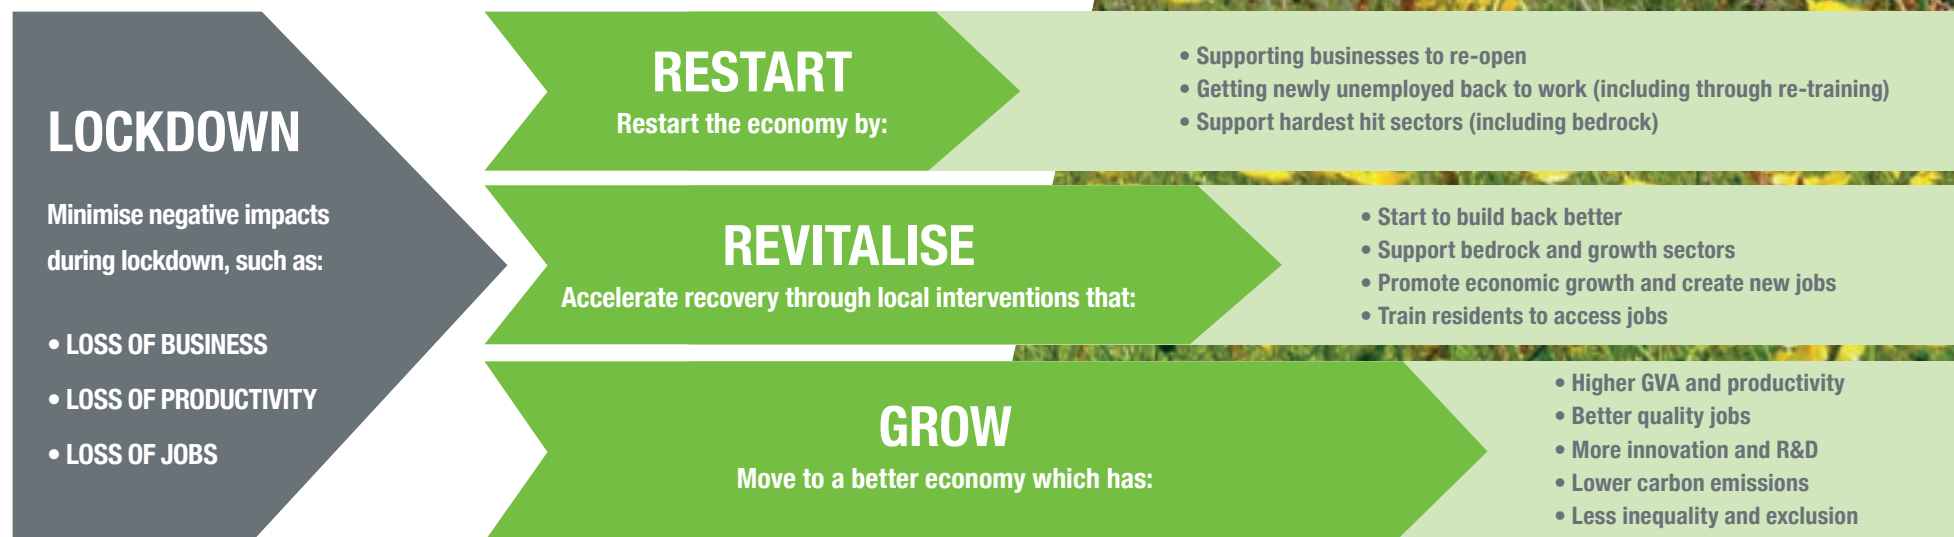 LOCKDOWN
Minimise negative impacts
during lockdown, such as:
• LOSS OF BUSINESS
• LOSS OF PRODUCTIVITY
• LOSS OF JOBS
RESTART
Restart the economy by:
• Supporting businesses to re-open
• Getting newly unemployed back to work (including through re-training)
• Support hardest hit sectors (including bedrock)
REVITALISE
Accelerate recovery through local interventions that:
• Start to build back better
• Support bedrock and growth sectors
• Promote economic growth and create new jobs
• Train residents to access jobs
GROW
Move to a better economy which has:
• Higher GVA and productivity
• Better quality jobs
• More innovation and R&D
• Lower carbon emissions
• Less inequality and exclusion